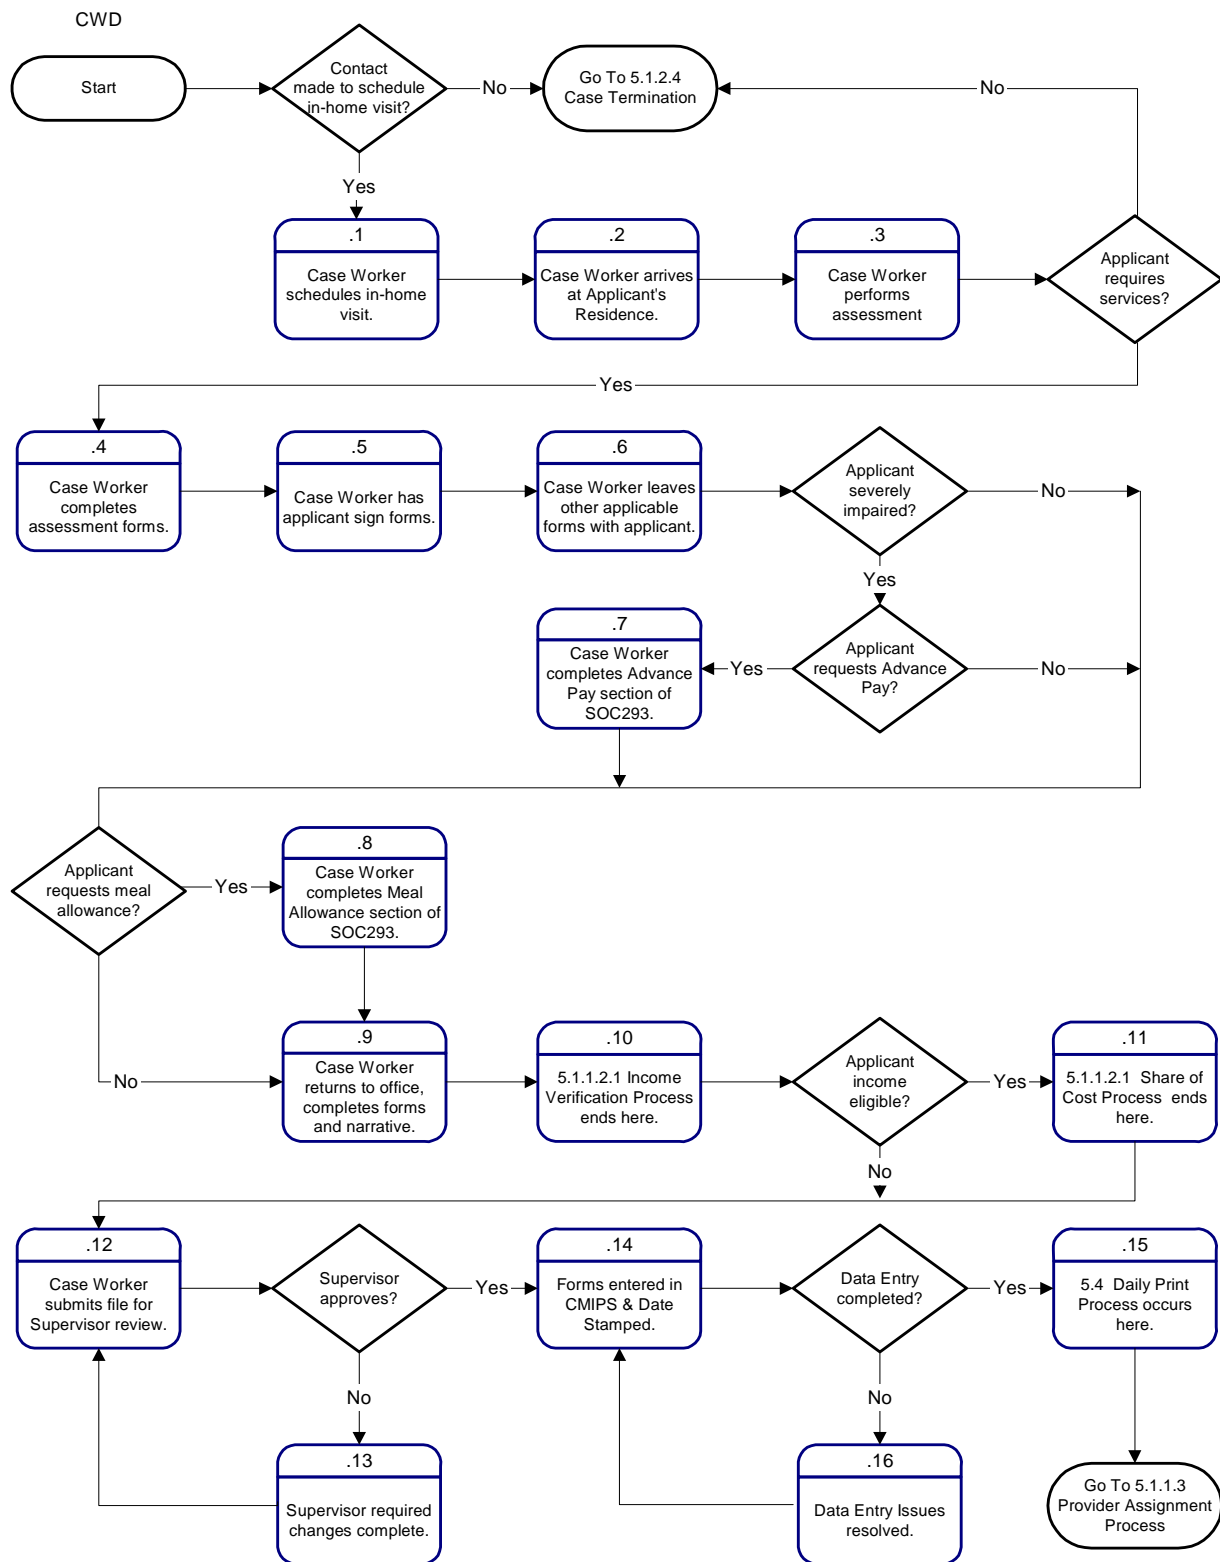 CWD
Start
Contact
made to schedule
in-home visit?
No
Go To 5.1.2.4
Case Termination
No
Yes
.1
Case Worker
schedules in-home
visit.
.2
Case Worker arrives
at Applicant's
Residence.
.3
Case Worker
performs
assessment
Applicant
requires
services?
Yes
.4
Case Worker
completes
assessment forms.
.5
Case Worker has
applicant sign forms.
.6
Case Worker leaves
other applicable
forms with applicant.
Applicant
severely
impaired?
No
Yes
.7
Case Worker
completes Advance
Pay section of
SOC293.
Yes
Applicant
requests Advance
Pay?
No
Applicant
requests meal
allowance?
Yes
.8
Case Worker
completes Meal
Allowance section of
SOC293.
No
.9
Case Worker
returns to office,
completes forms
and narrative.
.10
5.1.1.2.1 Income
Verification Process
ends here.
Applicant
income
eligible?
Yes
.11
5.1.1.2.1 Share of
Cost Process ends
here.
No
.12
Case Worker
submits file for
Supervisor review.
Supervisor
approves?
Yes
.14
Forms entered in
CMIPS & Date
Stamped.
Data Entry
completed?
Yes
.15
5.4 Daily Print
Process occurs
here.
No
No
.13
Supervisor required
changes complete.
.16
Data Entry Issues
resolved.
Go To 5.1.1.3
Provider Assignment
Process